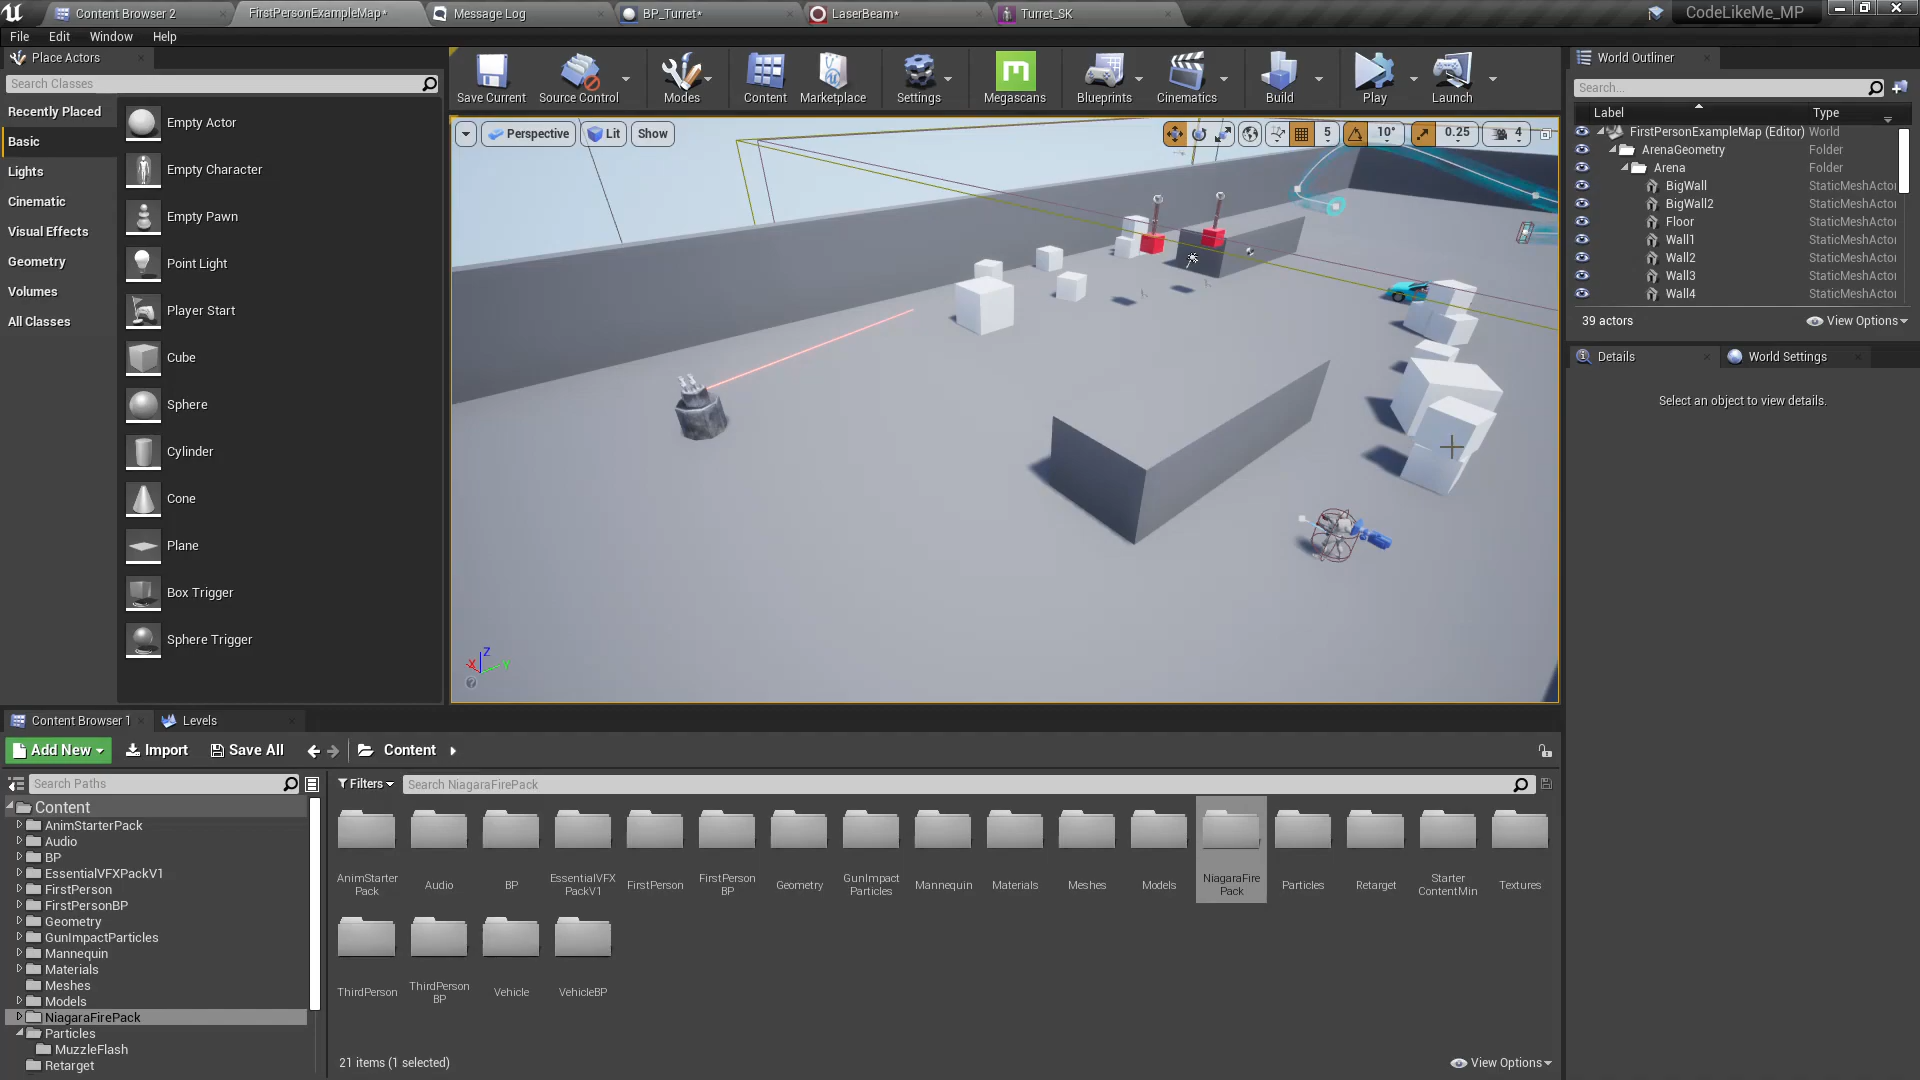 Content Browser 2
FirstPersonExampleMap*
Message Log
BP_Turret*
LaserBeam*
Turret_SK
CodeLikeMe_MP
File Edit Window Help
Place Actors
Search Classes
Recently Placed
Basic
Lights
Cinematic
Visual Effects
Geometry
Volumes
All Classes
Empty Actor
Empty Character
Empty Pawn
Point Light
Player Start
Cube
Sphere
Cylinder
Cone
Plane
Box Trigger
Sphere Trigger
Save Current
Source Control
Modes
Content
Marketplace
Settings
Megascans
Blueprints
Cinematics
Build
Play
Launch
Perspective
Lit
Show
5
10°
0.25
4
X
Z
Y
World Outliner
Search...
Label Type
FirstPersonExampleMap (Editor) World
ArenaGeometry Folder
Arena Folder
BigWall StaticMeshActor
BigWall2 StaticMeshActor
Floor StaticMeshActor
Wall1 StaticMeshActor
Wall2 StaticMeshActor
Wall3 StaticMeshActor
Wall4 StaticMeshActor
39 actors
View Options
Details
World Settings
Select an object to view details.
Content Browser 1
Levels
Add New
Import
Save All
Content
Search Paths
Filters
Search NiagaraFirePack
Content
AnimStarterPack
Audio
BP
EssentialVFXPackV1
FirstPerson
FirstPersonBP
Geometry
GunImpactParticles
Mannequin
Materials
Meshes
Models
NiagaraFirePack
Particles
MuzzleFlash
Retarget
AnimStarter
Pack
Audio
BP
EssentialVFX
PackV1
FirstPerson
FirstPerson
BP
Geometry
GunImpact
Particles
Mannequin
Materials
Meshes
Models
NiagaraFire
Pack
Particles
Retarget
Starter
ContentMin
Textures
ThirdPerson
ThirdPerson
BP
Vehicle
VehicleBP
21 items (1 selected)
View Options